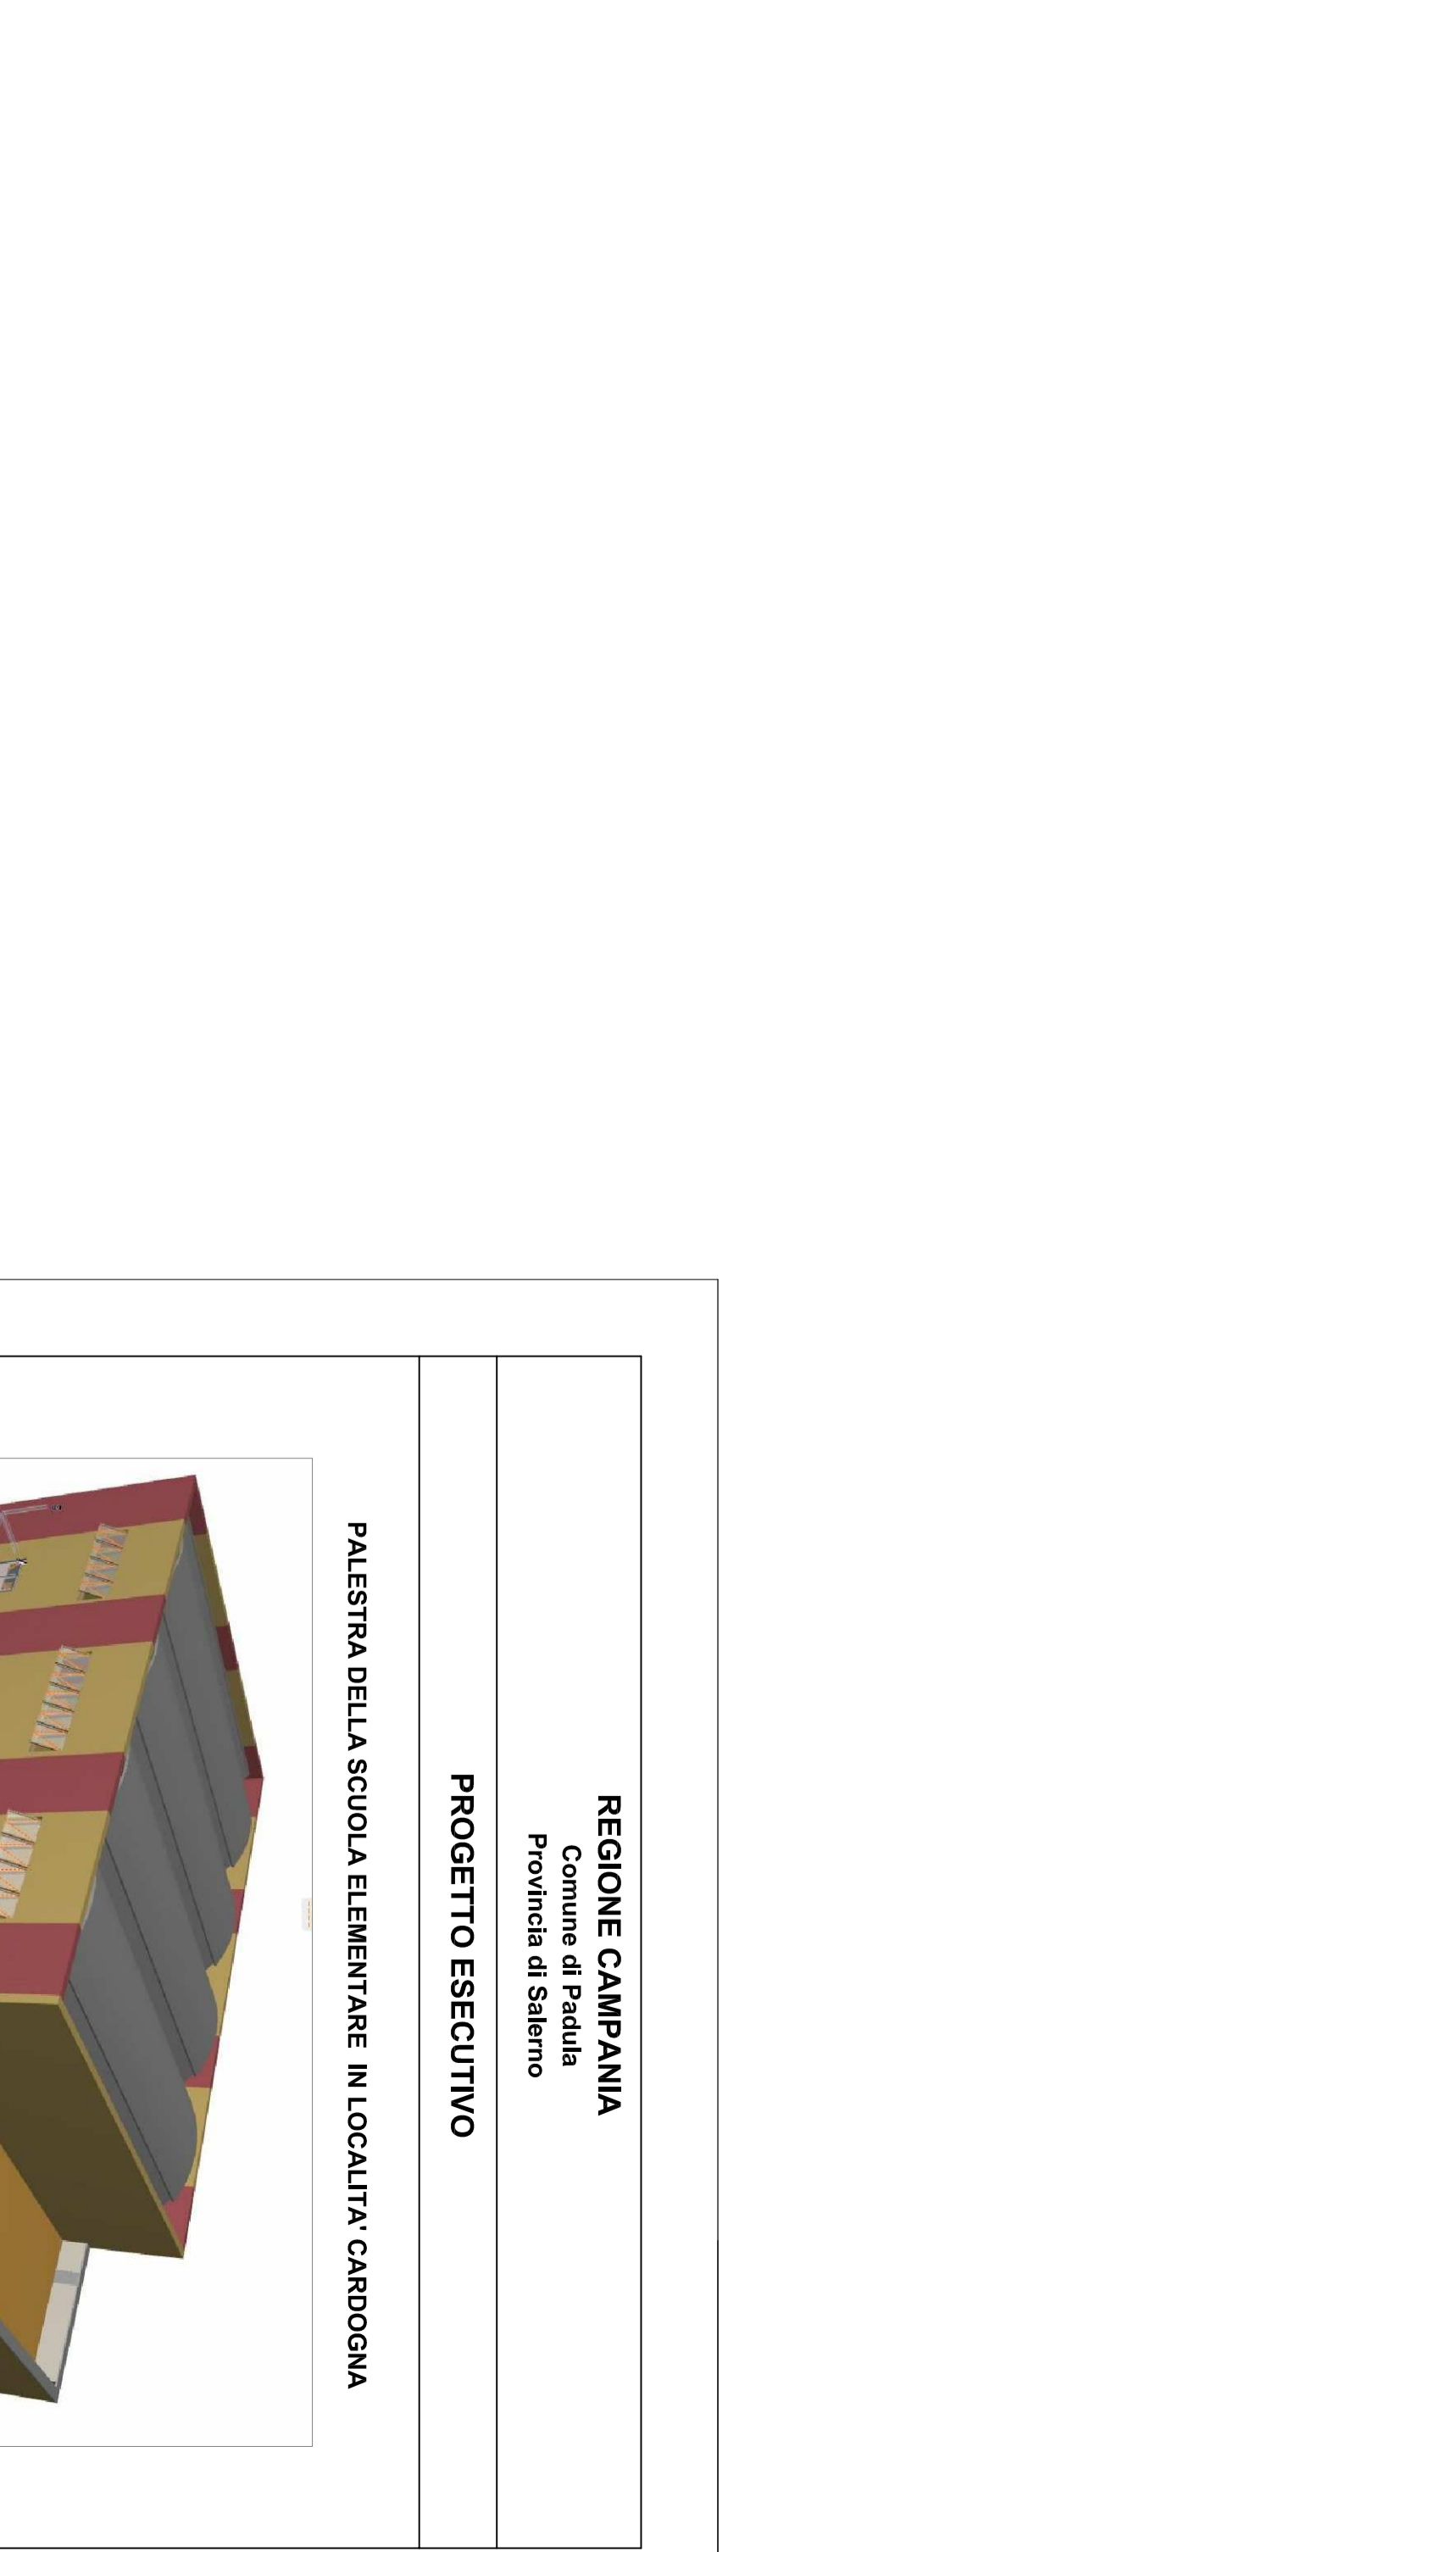 REGIONE CAMPANIA
Comune di Padula
Provincia di Salerno
PROGETTO ESECUTIVO
PALESTRA DELLA SCUOLA ELEMENTARE IN LOCALITA' CARDOGNA